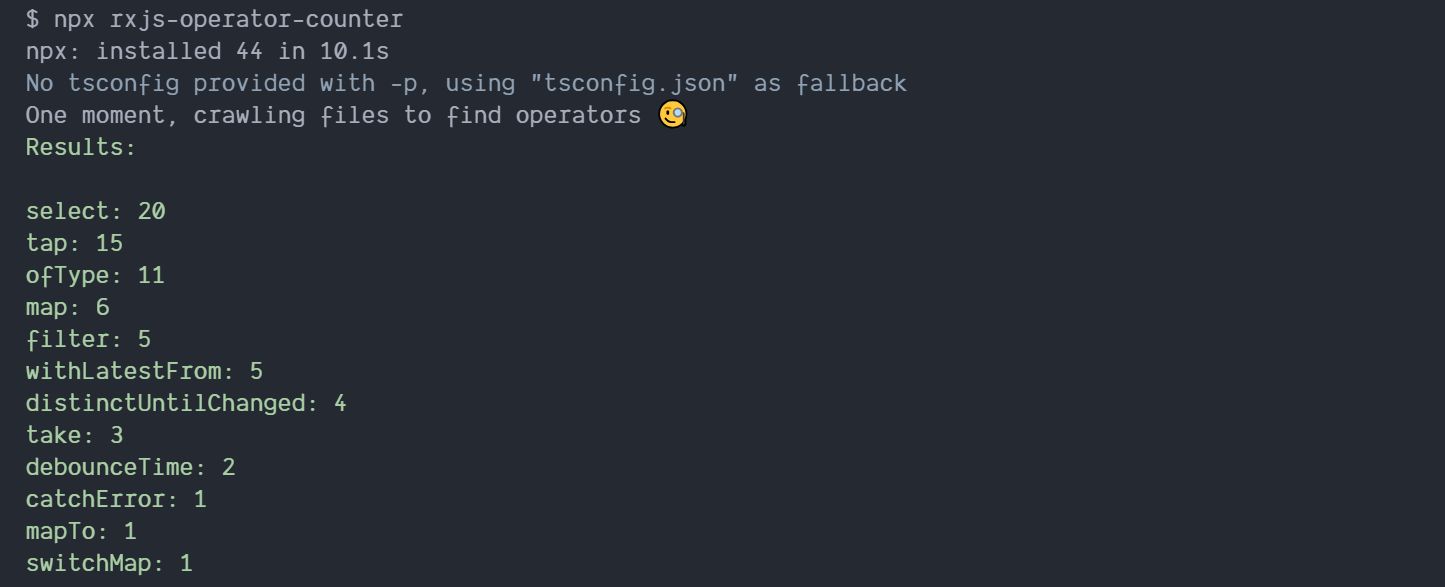 $ npx rxjs-operator-counter
npx: installed 44 in 10.1s
No tsconfig provided with -p, using "tsconfig.json" as fallback
One moment, crawling files to find operators 🧐
Results:
select: 20
tap: 15
ofType: 11
map: 6
filter: 5
withLatestFrom: 5
distinctUntilChanged: 4
take: 3
debounceTime: 2
catchError: 1
mapTo: 1
switchMap: 1